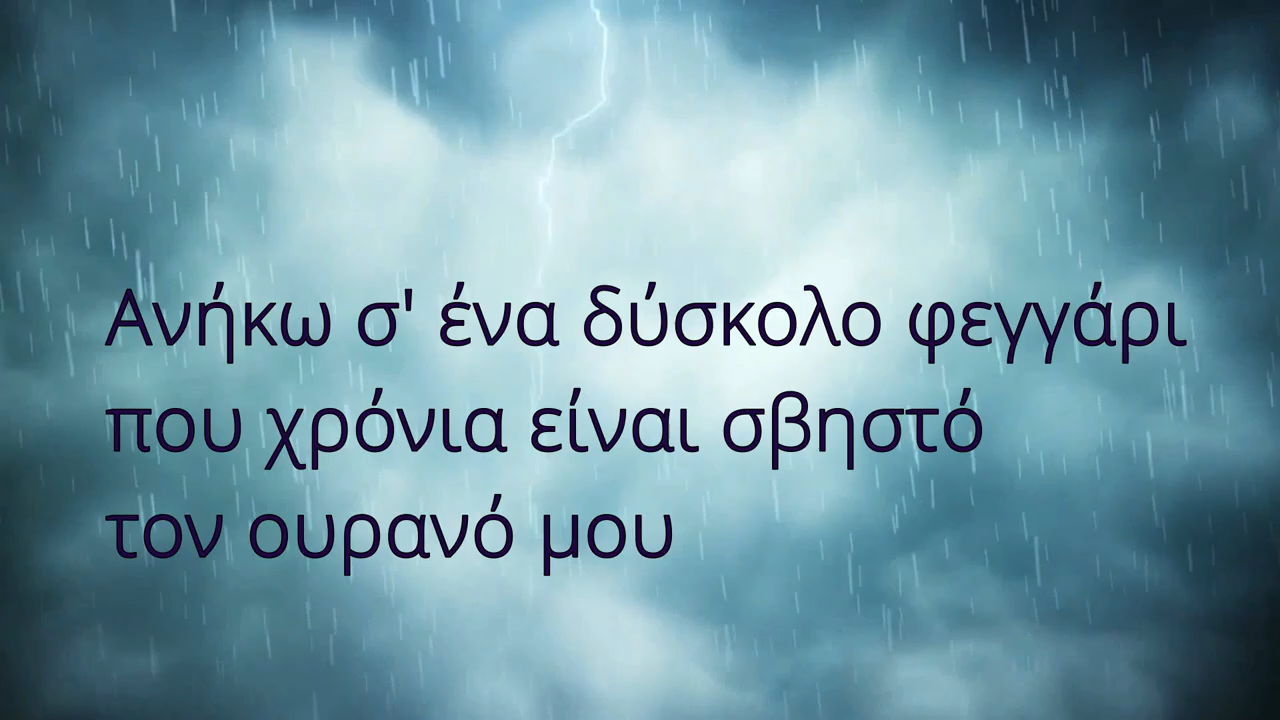 Ανήκω σ' ένα δύσκολο φεγγάρι
που χρόνια είναι σβηστό
τον ουρανό μου